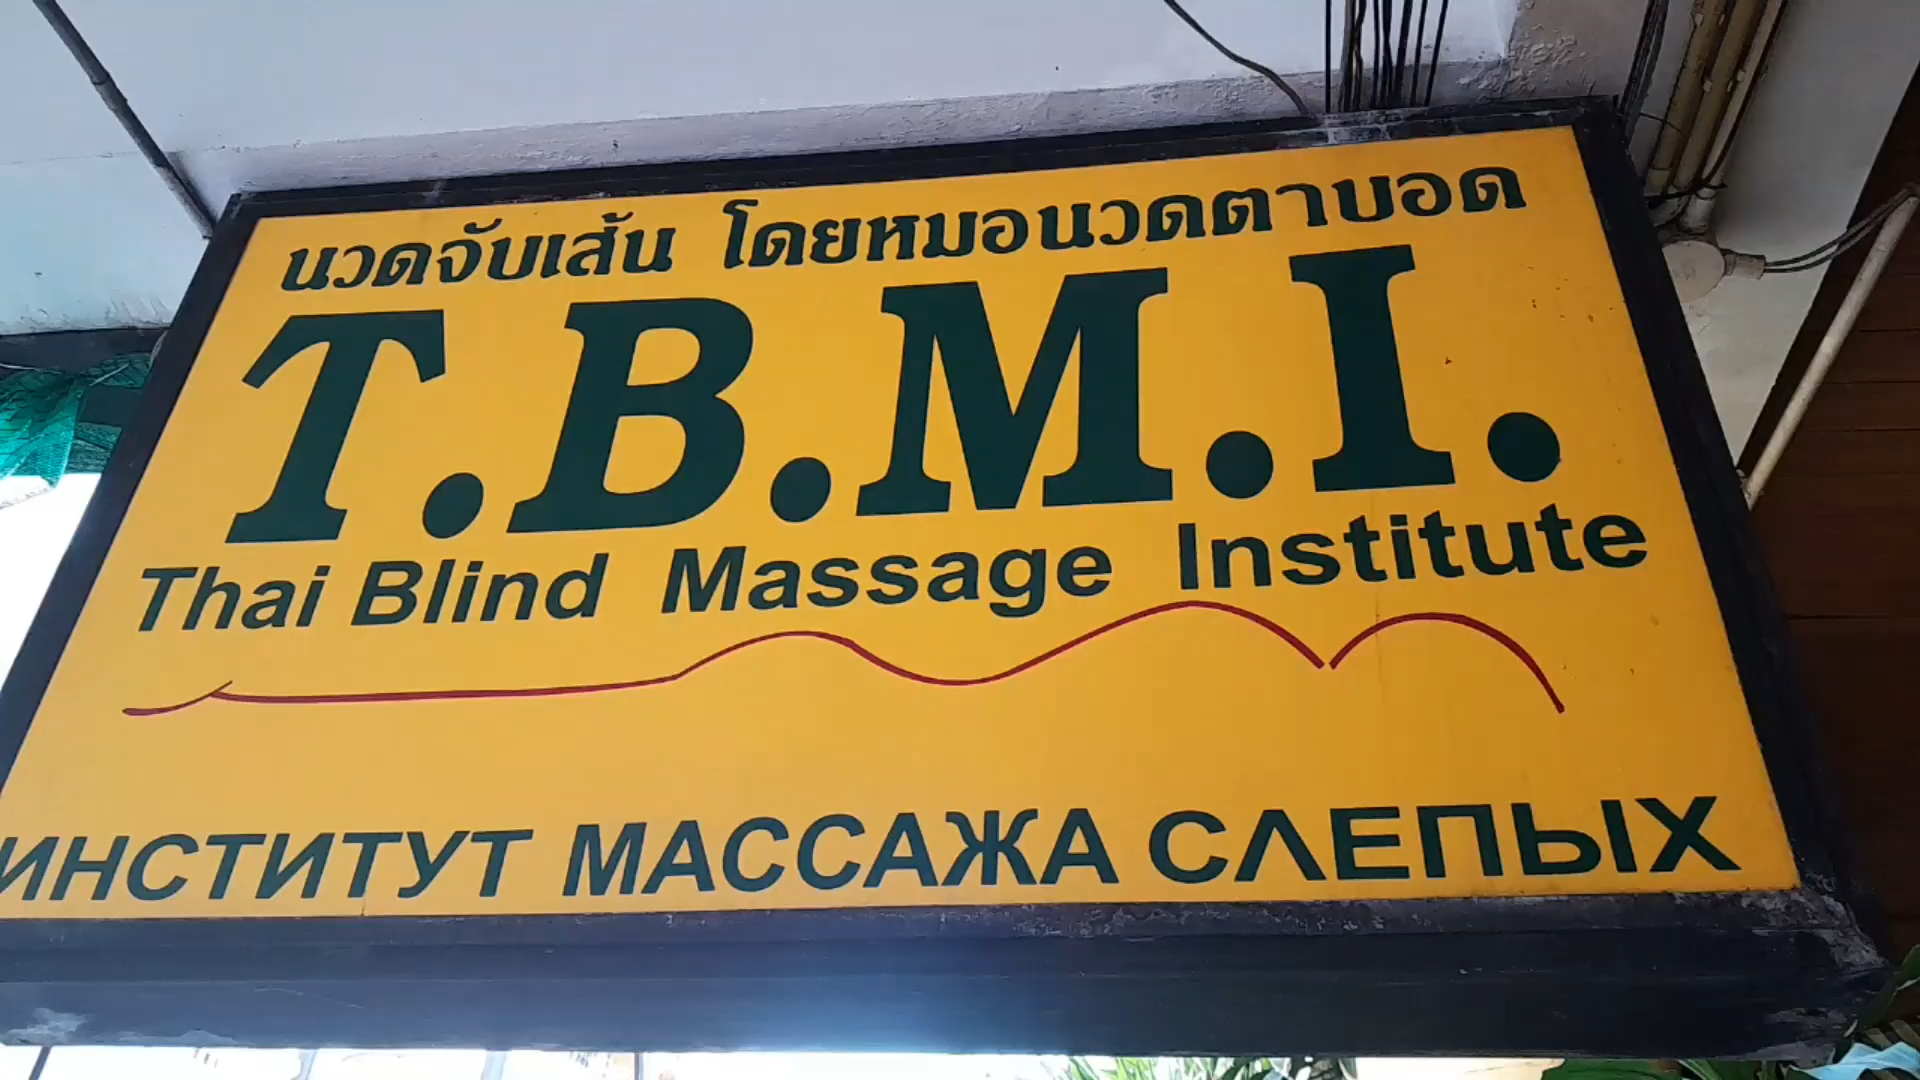 นวดจับเส้น โดยหมอนวดตาบอด
T.B.M.I.
Thai Blind Massage Institute
ИНСТИТУТ МАССАЖА СЛЕПЫХ